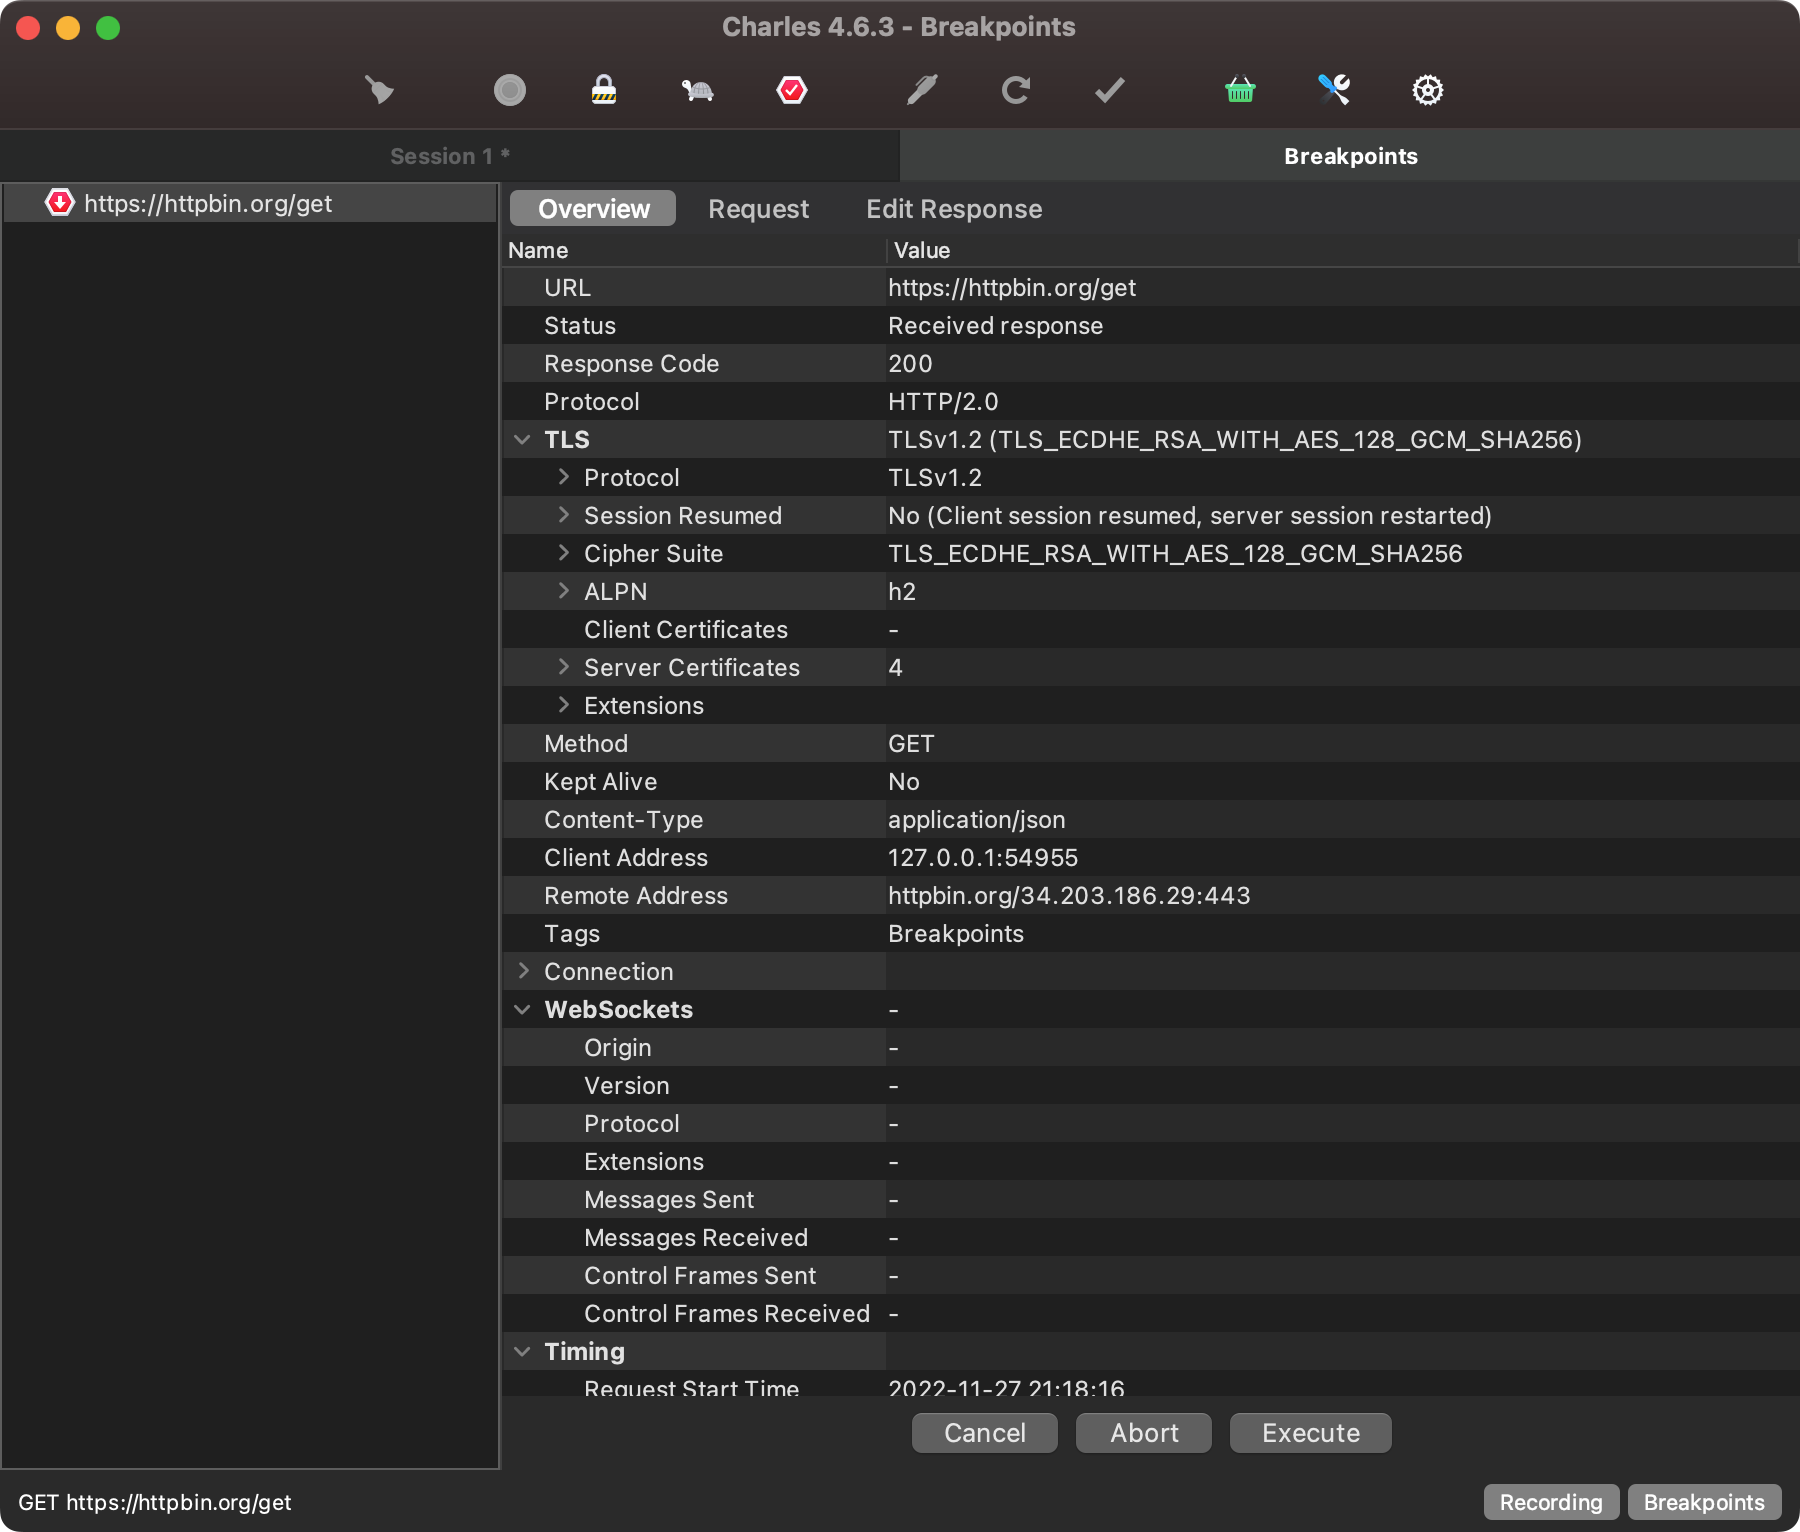 Charles 4.6.3 - Breakpoints
Session 1 *
Breakpoints
https://httpbin.org/get
Overview Request Edit Response
Name Value
URL https://httpbin.org/get
Status Received response
Response Code 200
Protocol HTTP/2.0
TLS TLSv1.2 (TLS_ECDHE_RSA_WITH_AES_128_GCM_SHA256)
Protocol TLSv1.2
Session Resumed No (Client session resumed, server session restarted)
Cipher Suite TLS_ECDHE_RSA_WITH_AES_128_GCM_SHA256
ALPN h2
Client Certificates -
Server Certificates 4
Extensions
Method GET
Kept Alive No
Content-Type application/json
Client Address 127.0.0.1:54955
Remote Address httpbin.org/34.203.186.29:443
Tags Breakpoints
Connection
WebSockets -
Origin -
Version -
Protocol -
Extensions -
Messages Sent -
Messages Received -
Control Frames Sent -
Control Frames Received -
Timing
Request Start Time 2022-11-27 21:18:16
Cancel Abort Execute
GET https://httpbin.org/get
Recording Breakpoints